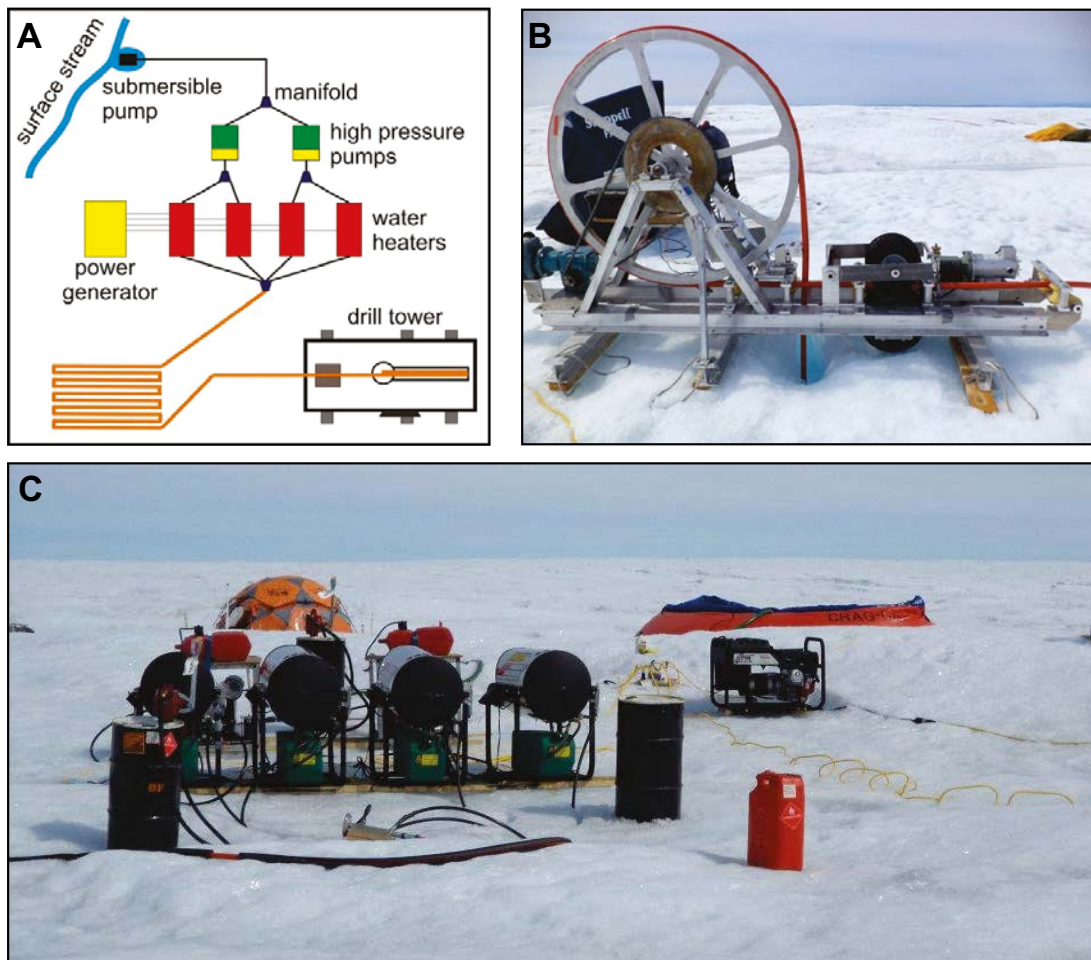 A
surface stream
submersible
pump
manifold
high pressure
pumps
water
heaters
power
generator
drill tower
B
C